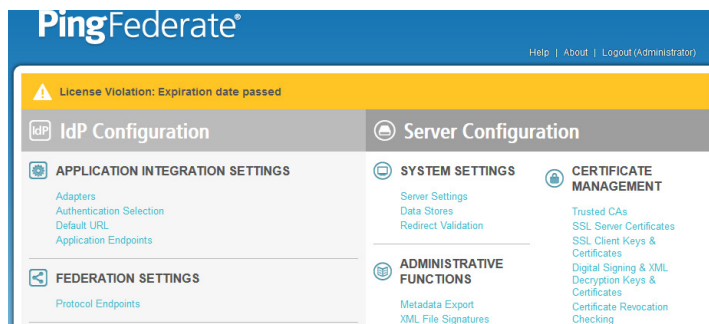 PingFederate®
Help | About | Logout (Administrator)
License Violation: Expiration date passed
IdP IdP Configuration
APPLICATION INTEGRATION SETTINGS
Adapters
Authentication Selection
Default URL
Application Endpoints
FEDERATION SETTINGS
Protocol Endpoints
Server Configuration
SYSTEM SETTINGS
Server Settings
Data Stores
Redirect Validation
ADMINISTRATIVE
FUNCTIONS
Metadata Export
XML File Signatures
CERTIFICATE
MANAGEMENT
Trusted CAs
SSL Server Certificates
SSL Client Keys &
Certificates
Digital Signing & XML
Decryption Keys &
Certificates
Certificate Revocation
Checking